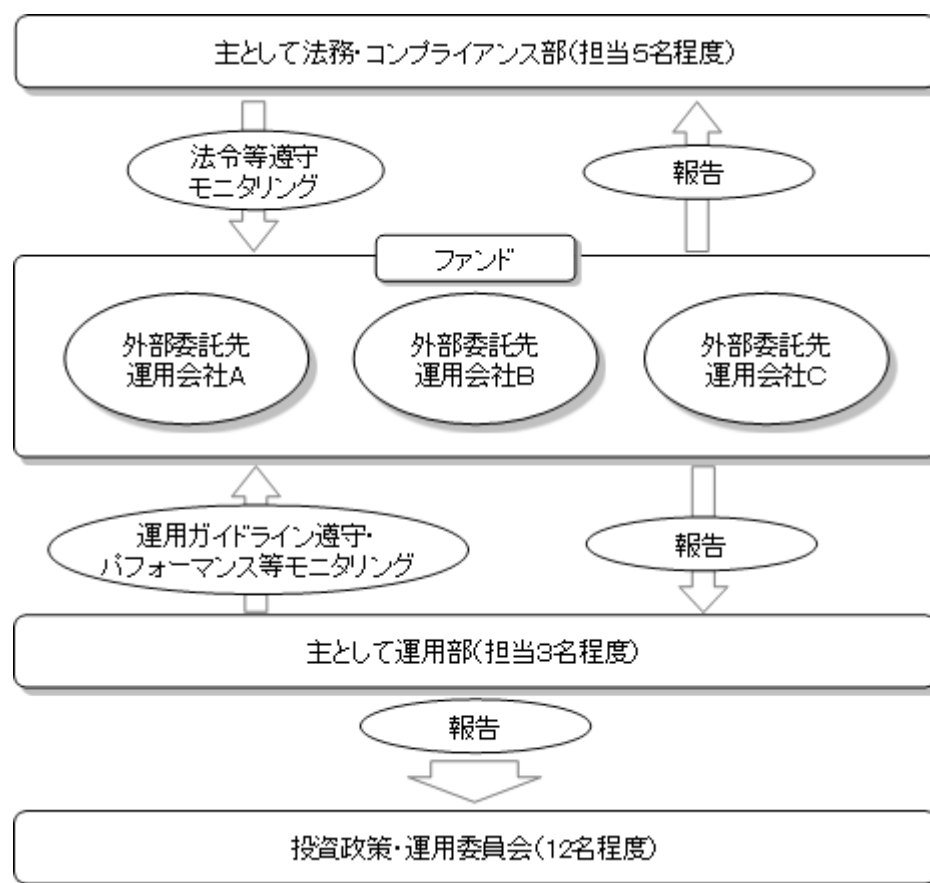 主として法務・コンプライアンス部(担当5名程度)
法令等遵守
モニタリング
報告
ファンド
外部委託先
運用会社A
外部委託先
運用会社B
外部委託先
運用会社C
運用ガイドライン遵守・
パフォーマンス等モニタリング
報告
主として運用部(担当3名程度)
報告
投資政策・運用委員会(12名程度)